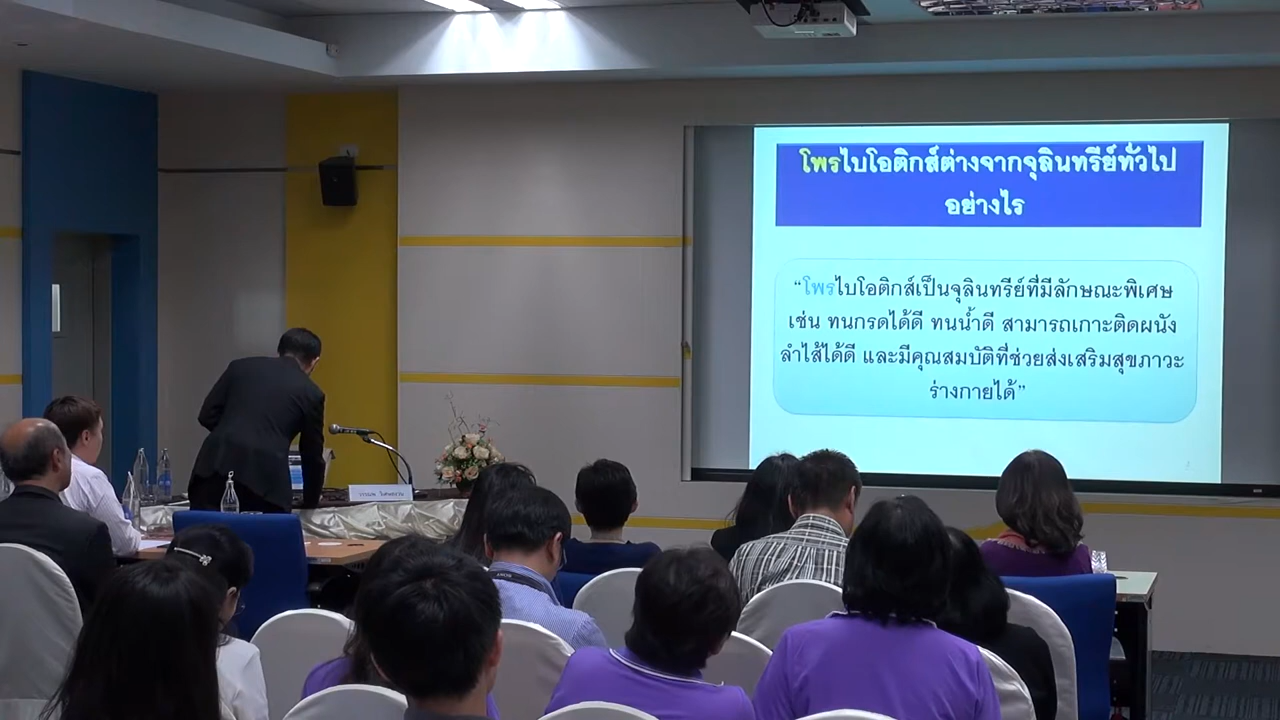 โพรไบโอติกส์ต่างจากจุลินทรีย์ทั่วไป
อย่างไร
“โพรไบโอติกส์เป็นจุลินทรีย์ที่มีลักษณะพิเศษ
เช่น ทนกรดได้ดี ทนน้ำดี สามารถเกาะติดผนัง
ลำไส้ได้ดี และมีคุณสมบัติที่ช่วยส่งเสริมสุขภาวะ
ร่างกายได้”